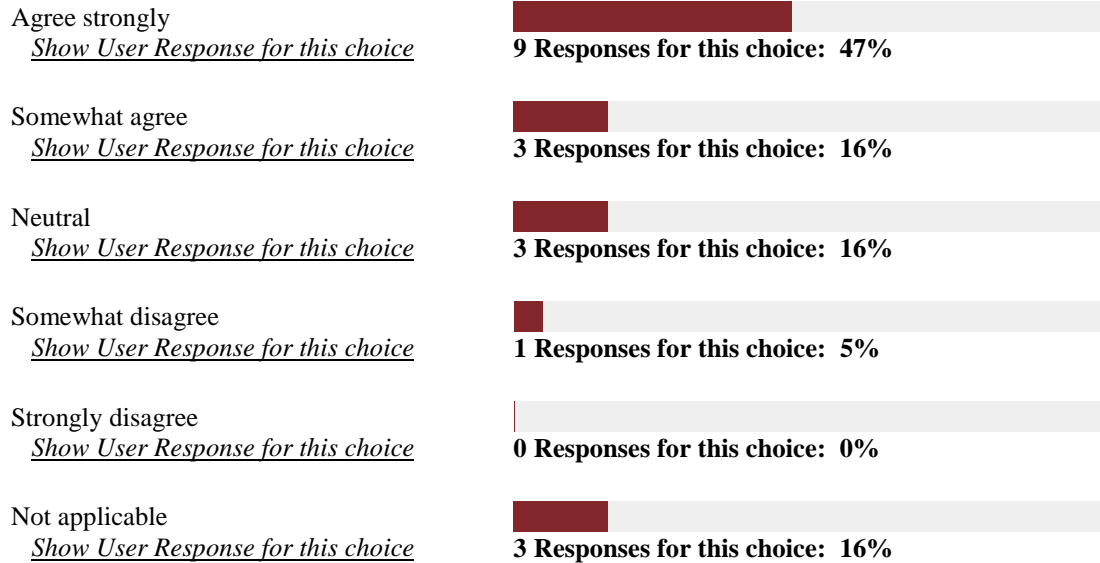 Agree strongly
Show User Response for this choice
9 Responses for this choice: 47%
Somewhat agree
Show User Response for this choice
3 Responses for this choice: 16%
Neutral
Show User Response for this choice
3 Responses for this choice: 16%
Somewhat disagree
Show User Response for this choice
1 Responses for this choice: 5%
Strongly disagree
Show User Response for this choice
0 Responses for this choice: 0%
Not applicable
Show User Response for this choice
3 Responses for this choice: 16%